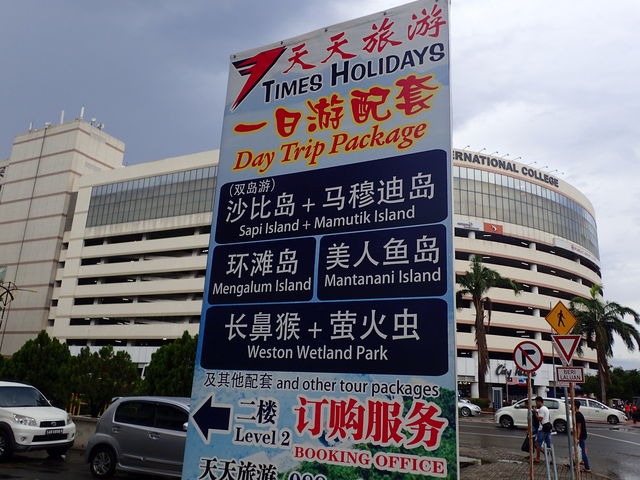 天天旅游
TIMES HOLIDAYS
一日游配套
Day Trip Package
(双岛游)
沙比岛 + 马穆迪岛
Sapi Island + Mamutik Island
环滩岛
Mengalum Island
美人鱼岛
Mantanani Island
长鼻猴 + 萤火虫
Weston Wetland Park
及其他配套 and other tour packages
二楼
Level 2
订购服务
BOOKING OFFICE
天天旅游
ERNATIONAL COLLEGE
BERI
LALUAN